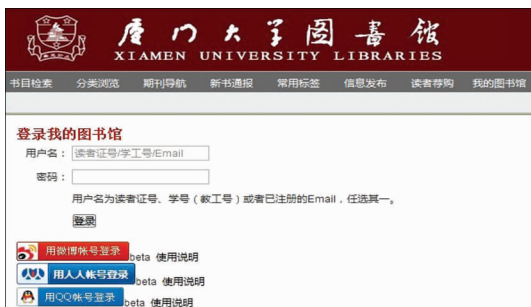 厦门大学图書馆
XIAMEN UNIVERSITY LIBRARIES
书目检索 分类浏览 期刊导航 新书通报 常用标签 信息发布 读者荐购 我的图书馆
登录我的图书馆
用户名： 读者证号/学工号/Email
密码：
用户名为读者证号、学号（教工号）或者已注册的Email，任选其一。
登录
用微博帐号登录 beta 使用说明
用人人帐号登录 beta 使用说明
用QQ帐号登录 beta 使用说明